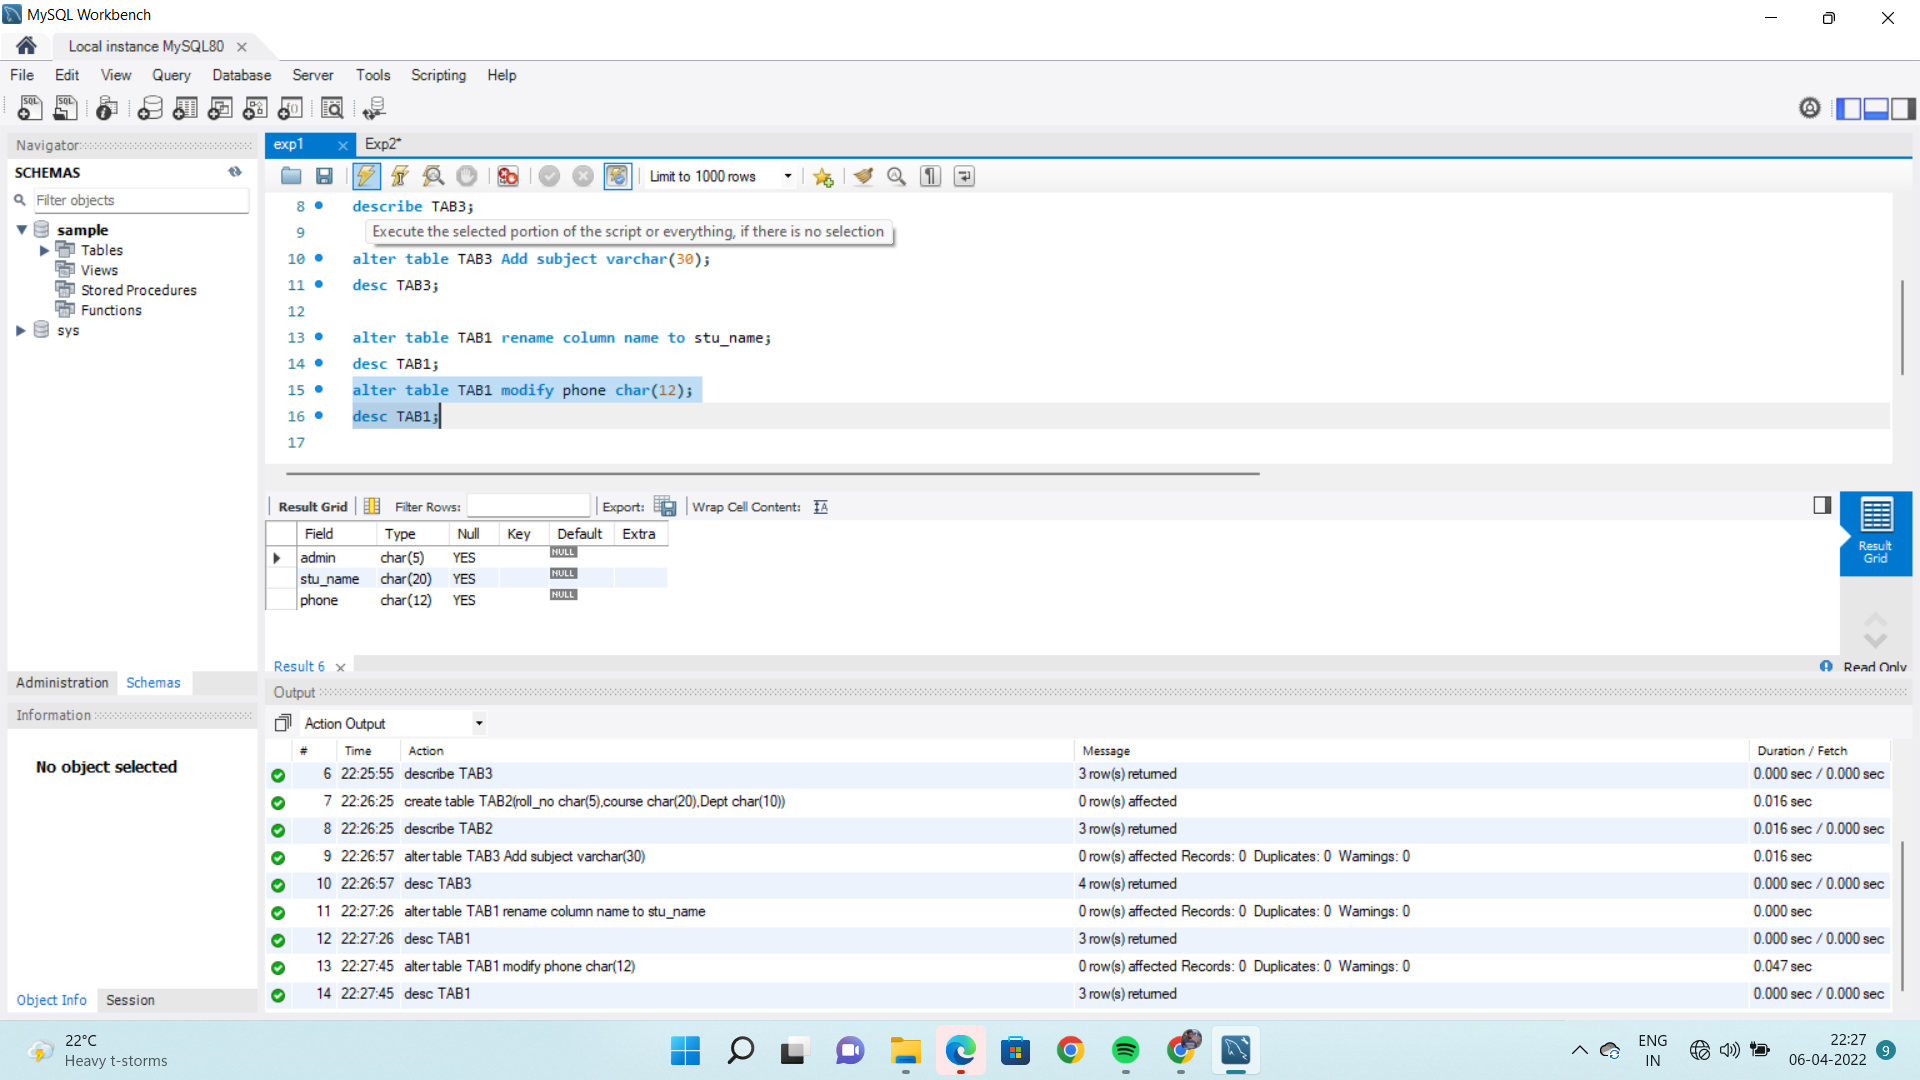 MySQL Workbench
Local instance MySQL80
File Edit View Query Database Server Tools Scripting Help
Navigator
SCHEMAS
Filter objects
sample
Tables
Views
Stored Procedures
Functions
sys
Administration Schemas
Information
No object selected
Object Info Session
exp1 Exp2*
Limit to 1000 rows
8 describe TAB3;
9
Execute the selected portion of the script or everything, if there is no selection
10 alter table TAB3 Add subject varchar(30);
11 desc TAB3;
12
13 alter table TAB1 rename column name to stu_name;
14 desc TAB1;
15 alter table TAB1 modify phone char(12);
16 desc TAB1;
17
Result Grid Filter Rows: Export: Wrap Cell Content:
Field Type Null Key Default Extra
admin char(5) YES NULL
stu_name char(20) YES NULL
phone char(12) YES NULL
Result Grid
Result 6
Read Only
Output
Action Output
# Time Action Message Duration / Fetch
6 22:25:55 describe TAB3 3 row(s) returned 0.000 sec / 0.000 sec
7 22:26:25 create table TAB2(roll_no char(5),course char(20),Dept char(10)) 0 row(s) affected 0.016 sec
8 22:26:25 describe TAB2 3 row(s) returned 0.016 sec / 0.000 sec
9 22:26:57 alter table TAB3 Add subject varchar(30) 0 row(s) affected Records: 0 Duplicates: 0 Warnings: 0 0.016 sec
10 22:26:57 desc TAB3 4 row(s) returned 0.000 sec / 0.000 sec
11 22:27:26 alter table TAB1 rename column name to stu_name 0 row(s) affected Records: 0 Duplicates: 0 Warnings: 0 0.000 sec
12 22:27:26 desc TAB1 3 row(s) returned 0.000 sec / 0.000 sec
13 22:27:45 alter table TAB1 modify phone char(12) 0 row(s) affected Records: 0 Duplicates: 0 Warnings: 0 0.047 sec
14 22:27:45 desc TAB1 3 row(s) returned 0.000 sec / 0.000 sec
22°C
Heavy t-storms
ENG
IN
22:27
06-04-2022
9